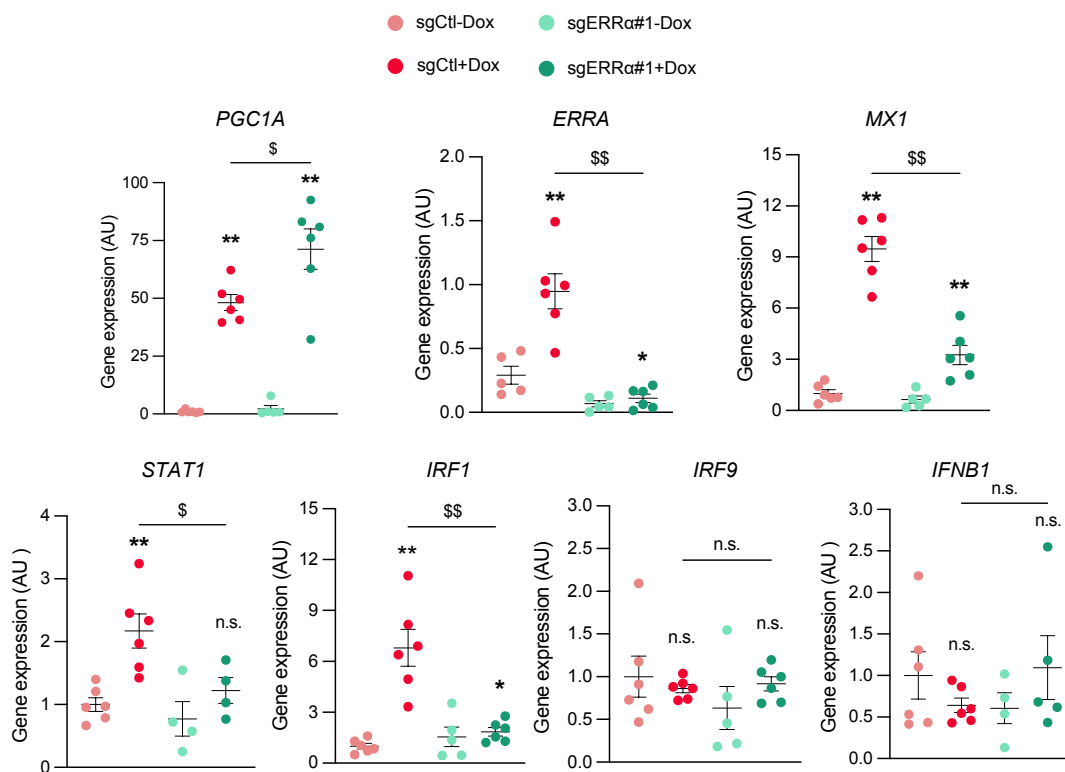 sgCtl-Dox
sgERRα#1-Dox
sgCtl+Dox
sgERRα#1+Dox
PGC1A
ERRA
MX1
Gene expression (AU)
100
75
50
25
0
**
$
**
Gene expression (AU)
2.0
1.5
1.0
0.5
0.0
**
$$
*
Gene expression (AU)
15
12
9
6
3
0
**
$$
**
STAT1
IRF1
IRF9
IFNB1
Gene expression (AU )
4
3
2
1
0
**
$
n.s.
Gene expression (AU)
12
8
6
4
2
0
**
$$
*
Gene expression (AU)
3.0
2.5
2.0
1.5
1.0
0.5
0.0
n.s.
n.s.
n.s.
Gene expression (AU )
3.0
2.5
2.0
1.5
1.0
0.5
0.0
n.s.
n.s.
n.s.